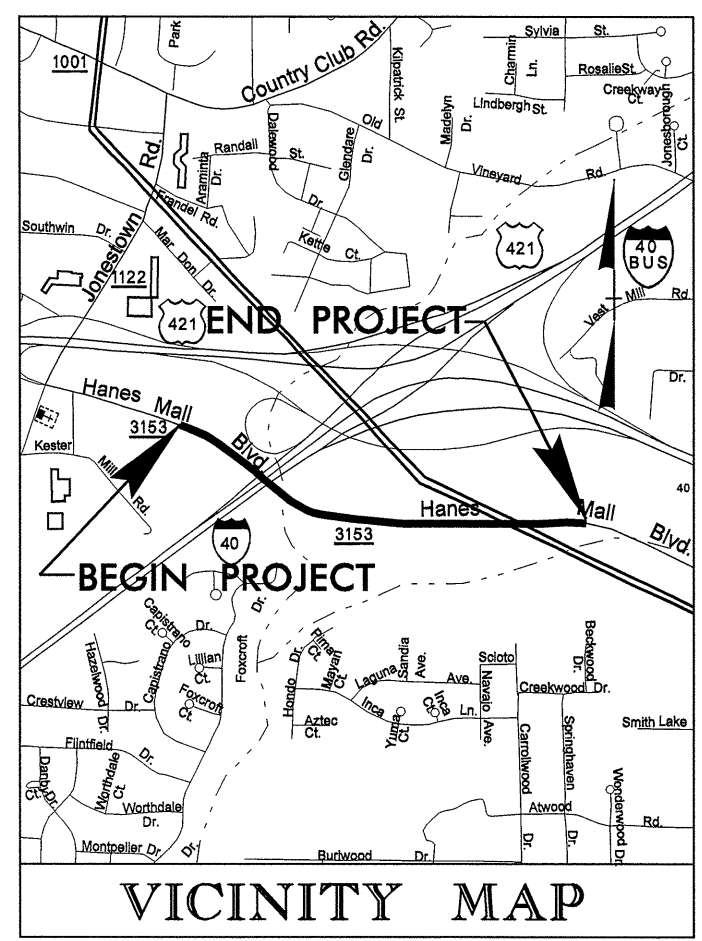 Park
1001
Country Club Rd.
Kilpatrick St.
Charmin Ln.
Sylvia St.
RosalieSt.
Creekway Ct.
Lindbergh St.
Jonesborough Ct.
Madelyn Dr.
Old Vineyard Rd.
Dalewood Dr.
Glendare Dr.
Randall St.
Araminta Dr.
Frandel Rd.
Kettle Ct.
Jonestown Rd.
Southwin Dr.
Mar Don Dr.
1122
421
421
40
BUS
Vest Mill Rd.
Dr.
END PROJECT
Hanes Mall Blvd.
3153
Kester Mill Rd.
40
Hanes Mall Blvd.
3153
40
BEGIN PROJECT
Capistrano Ct.
Capistrano Dr.
Lillian Ct.
Foxcroft Ct.
Foxcroft Dr.
Hazelwood Dr.
Crestview Dr.
Flintfield Dr.
Danby Dr.
Ct.
Worthdale Ct.
Worthdale Dr.
Montpelier Dr.
Dr.
Hondo Dr.
Pima Ct.
Mayan Ct.
Laguna Ave.
Sandia Ave.
Inca Ln.
Inca Ct.
Yuma Ct.
Aztec Ct.
Scioto
Navajo Ave.
Beckwood Dr.
Creekwood Dr.
Carrollwood Dr.
Springhaven Dr.
Smith Lake
Wonderwood Dr.
Atwood Rd.
Burlwood Dr.
VICINITY MAP